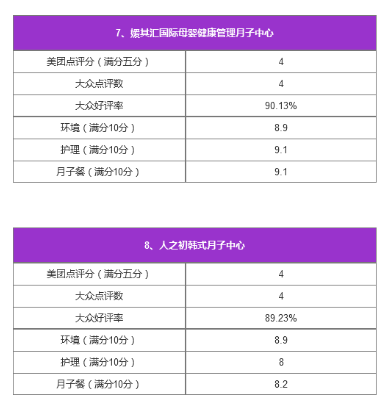 7、媛其汇国际母婴健康管理月子中心
美团点评分（满分五分） 4
大众点评数 4
大众好评率 90.13%
环境（满分10分） 8.9
护理（满分10分） 9.1
月子餐（满分10分） 9.1
8、人之初韩式月子中心
美团点评分（满分五分） 4
大众点评数 4
大众好评率 89.23%
环境（满分10分） 8.9
护理（满分10分） 8
月子餐（满分10分） 8.2